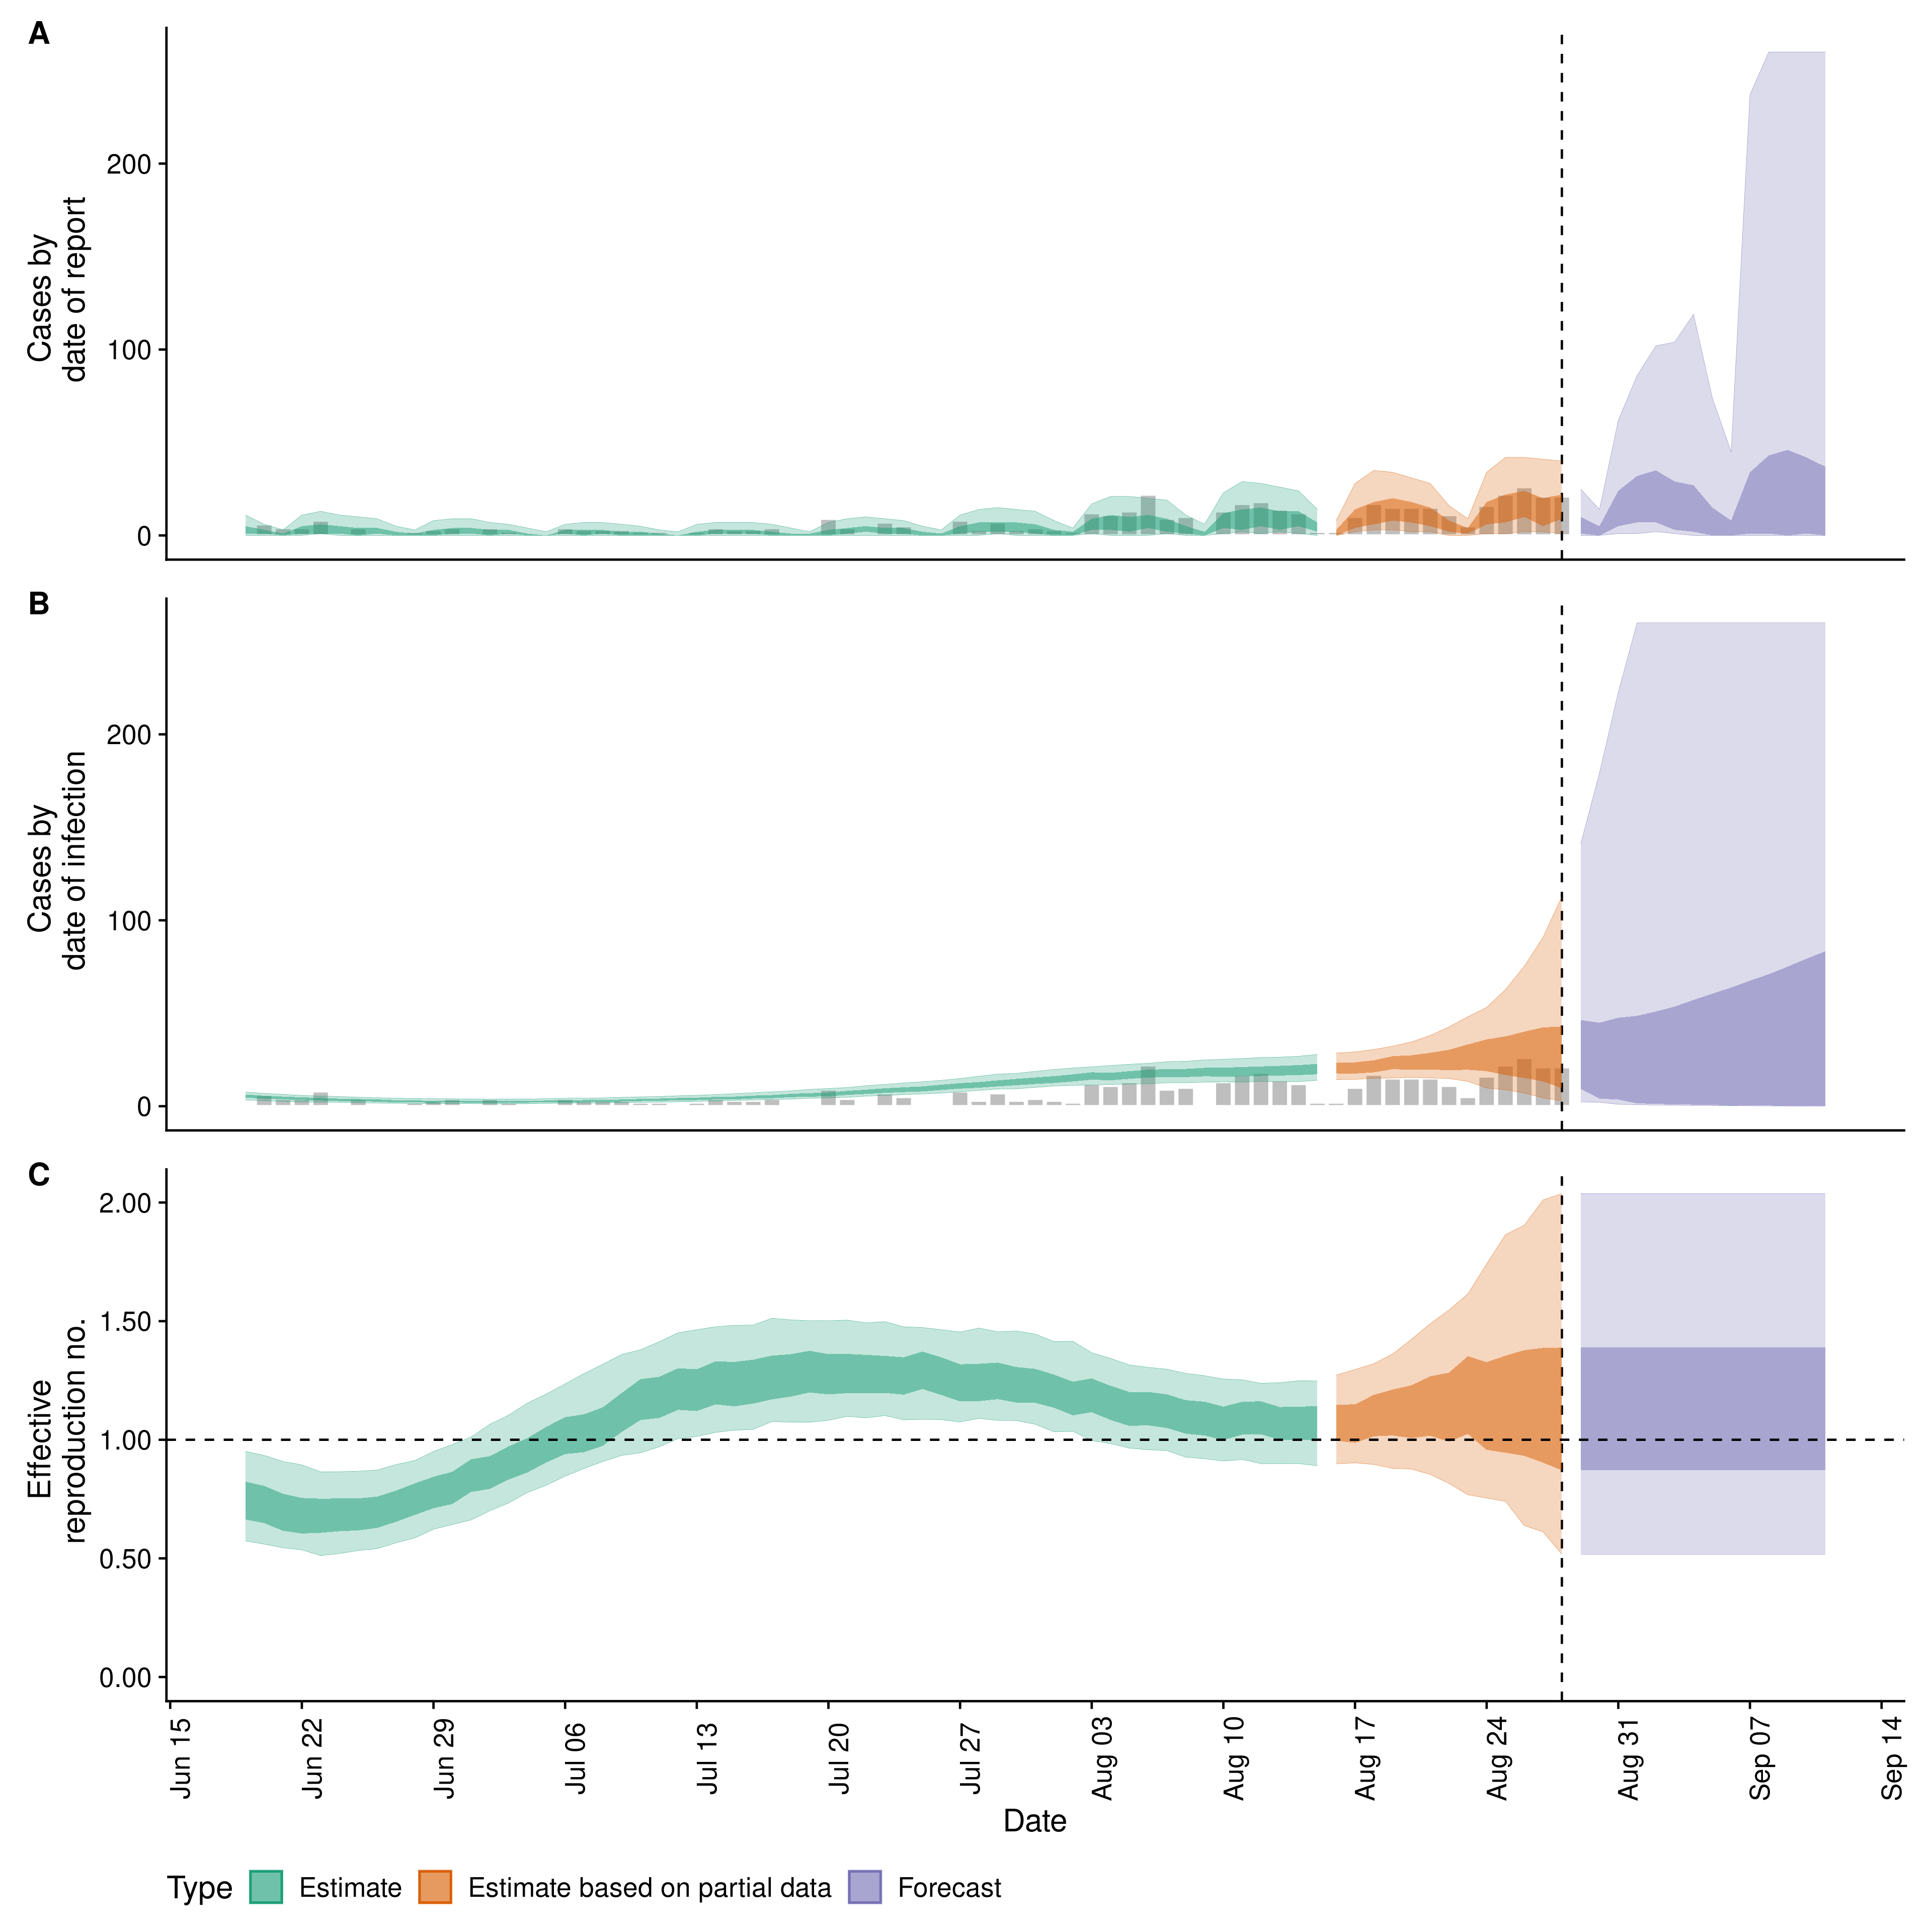 A
Cases by
date of report
200
100
0
B
Cases by
date of infection
200
100
0
C
Effective
reproduction no.
2.00
1.50
1.00
0.50
0.00
Jun 15
Jun 22
Jun 29
Jul 06
Jul 13
Jul 20
Jul 27
Aug 03
Aug 10
Aug 17
Aug 24
Aug 31
Sep 07
Sep 14
Date
Type Estimate Estimate based on partial data Forecast